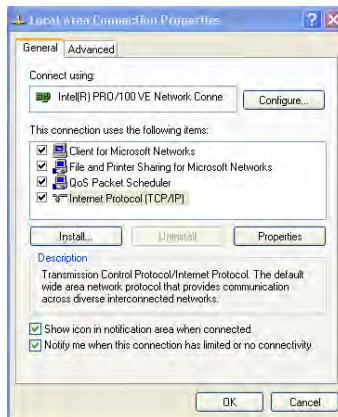 Local Area Connection Properties
General
Advanced
Connect using:
Intel(R) PRO/100 VE Network Conne
Configure...
This connection uses the following items:
Client for Microsoft Networks
File and Printer Sharing for Microsoft Networks
QoS Packet Scheduler
Internet Protocol (TCP/IP)
Install...
Uninstall
Properties
Description
Transmission Control Protocol/Internet Protocol. The default
wide area network protocol that provides communication
across diverse interconnected networks.
Show icon in notification area when connected
Notify me when this connection has limited or no connectivity
OK
Cancel